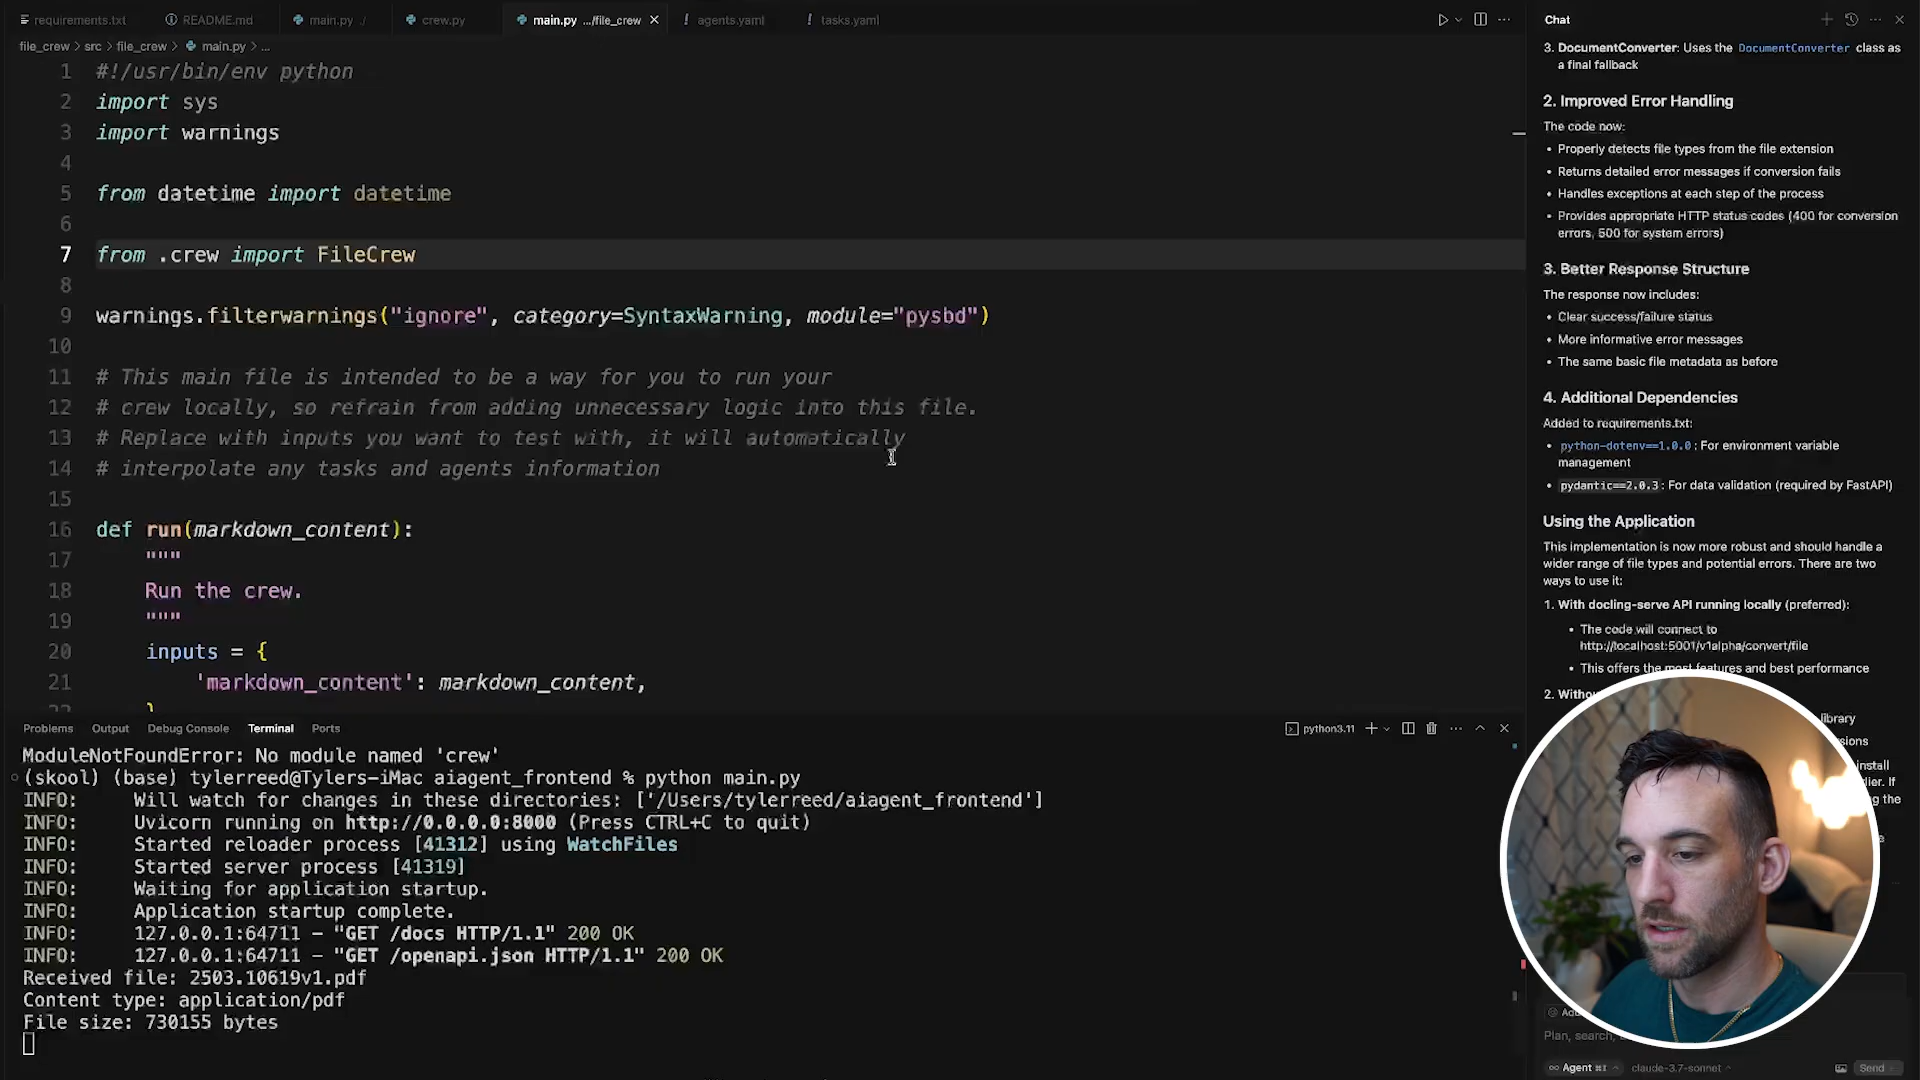 requirements.txt
README.md
main.py ./
crew.py
main.py .../file_crew
! agents.yaml
! tasks.yaml
file_crew > src > file_crew > main.py > ...
1 #!/usr/bin/env python
2 import sys
3 import warnings
4
5 from datetime import datetime
6
7 from .crew import FileCrew
8
9 warnings.filterwarnings("ignore", category=SyntaxWarning, module="pysbd")
10
11 # This main file is intended to be a way for you to run your
12 # crew locally, so refrain from adding unnecessary logic into this file.
13 # Replace with inputs you want to test with, it will automatically
14 # interpolate any tasks and agents information
15
16 def run(markdown_content):
17 """
18 Run the crew.
19 """
20 inputs = {
21 'markdown_content': markdown_content,
}
Problems Output Debug Console Terminal Ports
python3.11
ModuleNotFoundError: No module named 'crew'
(skool) (base) tylerreed@Tylers-iMac aiagent_frontend % python main.py
INFO: Will watch for changes in these directories: ['/Users/tylerreed/aiagent_frontend']
INFO: Uvicorn running on http://0.0.0.0:8000 (Press CTRL+C to quit)
INFO: Started reloader process [41312] using WatchFiles
INFO: Started server process [41319]
INFO: Waiting for application startup.
INFO: Application startup complete.
INFO: 127.0.0.1:64711 – "GET /docs HTTP/1.1" 200 OK
INFO: 127.0.0.1:64711 – "GET /openapi.json HTTP/1.1" 200 OK
Received file: 2503.10619v1.pdf
Content type: application/pdf
File size: 730155 bytes
Chat
3. DocumentConverter: Uses the DocumentConverter class as
a final fallback
2. Improved Error Handling
The code now:
• Properly detects file types from the file extension
• Returns detailed error messages if conversion fails
• Handles exceptions at each step of the process
• Provides appropriate HTTP status codes (400 for conversion
errors, 500 for system errors)
3. Better Response Structure
The response now includes:
• Clear success/failure status
• More informative error messages
• The same basic file metadata as before
4. Additional Dependencies
Added to requirements.txt:
• python-dotenv==1.0.0: For environment variable
management
• pydantic==2.0.3: For data validation (required by FastAPI)
Using the Application
This implementation is now more robust and should handle a
wider range of file types and potential errors. There are two
ways to use it:
1. With docling-serve API running locally (preferred):
• The code will connect to
http://localhost:5001/v1alpha/convert/file
• This offers the most features and best performance
2.
library
install
If
the
Plan, search,
Agent
claude-3.7-sonnet
Send